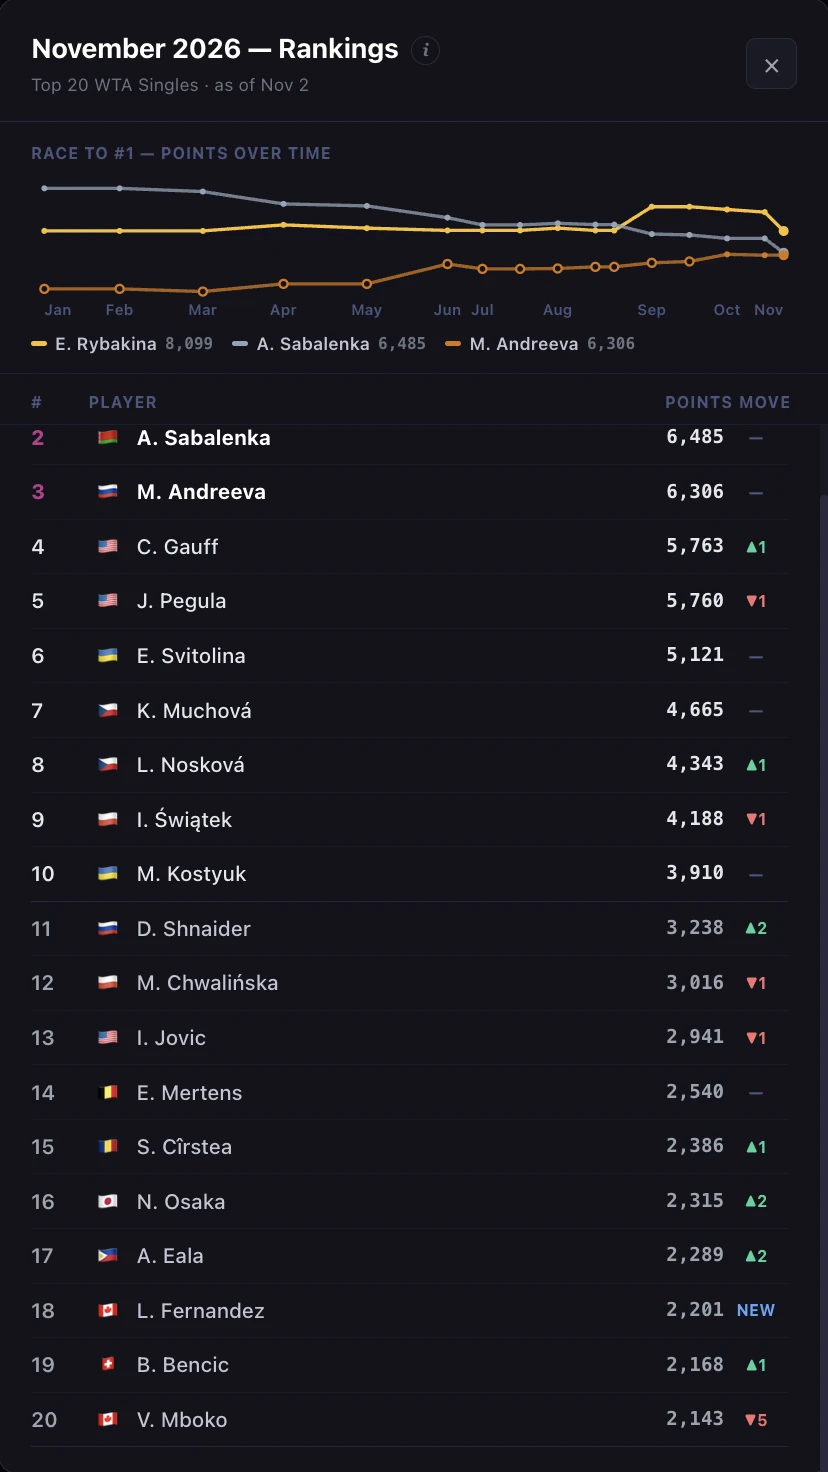 November 2026 — Rankings i
Top 20 WTA Singles · as of Nov 2
×
RACE TO #1 — POINTS OVER TIME
Jan Feb Mar Apr May Jun Jul Aug Sep Oct Nov
E. Rybakina 8,099 A. Sabalenka 6,485 M. Andreeva 6,306
# PLAYER POINTS MOVE
2 A. Sabalenka 6,485 —
3 M. Andreeva 6,306 —
4 C. Gauff 5,763 ▲1
5 J. Pegula 5,760 ▼1
6 E. Svitolina 5,121 —
7 K. Muchová 4,665 —
8 L. Nosková 4,343 ▲1
9 I. Świątek 4,188 ▼1
10 M. Kostyuk 3,910 —
11 D. Shnaider 3,238 ▲2
12 M. Chwalińska 3,016 ▼1
13 I. Jovic 2,941 ▼1
14 E. Mertens 2,540 —
15 S. Cîrstea 2,386 ▲1
16 N. Osaka 2,315 ▲2
17 A. Eala 2,289 ▲2
18 L. Fernandez 2,201 NEW
19 B. Bencic 2,168 ▲1
20 V. Mboko 2,143 ▼5